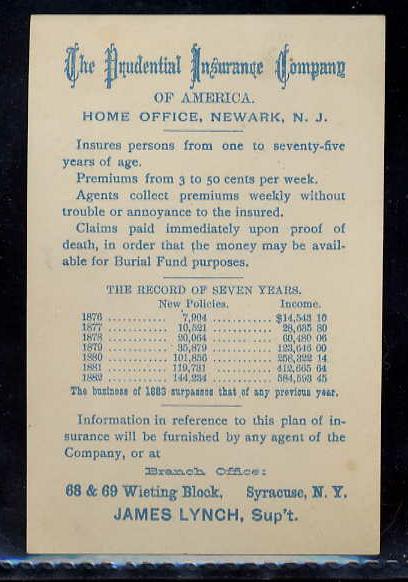 The Prudential Insurance Company
OF AMERICA.
HOME OFFICE, NEWARK, N. J.
Insures persons from one to seventy-five
years of age.
Premiums from 3 to 50 cents per week.
Agents collect premiums weekly without
trouble or annoyance to the insured.
Claims paid immediately upon proof of
death, in order that the money may be avail-
able for Burial Fund purposes.
THE RECORD OF SEVEN YEARS.
New Policies. Income.
1876 ............ 7,904 ............ $14,543 10
1877 ............ 10,521 ............ 28,635 80
1878 ............ 20,064 ............ 60,480 06
1879 ............ 35,879 ............ 123,646 00
1880 ............ 101,856 ............ 258,322 14
1881 ............ 119,731 ............ 412,665 64
1882 ............ 144,234 ............ 584,593 45
The business of 1883 surpasses that of any previous year.
Information in reference to this plan of in-
surance will be furnished by any agent of the
Company, or at
Branch Office:
68 & 69 Wieting Block, Syracuse, N. Y.
JAMES LYNCH, Sup't.